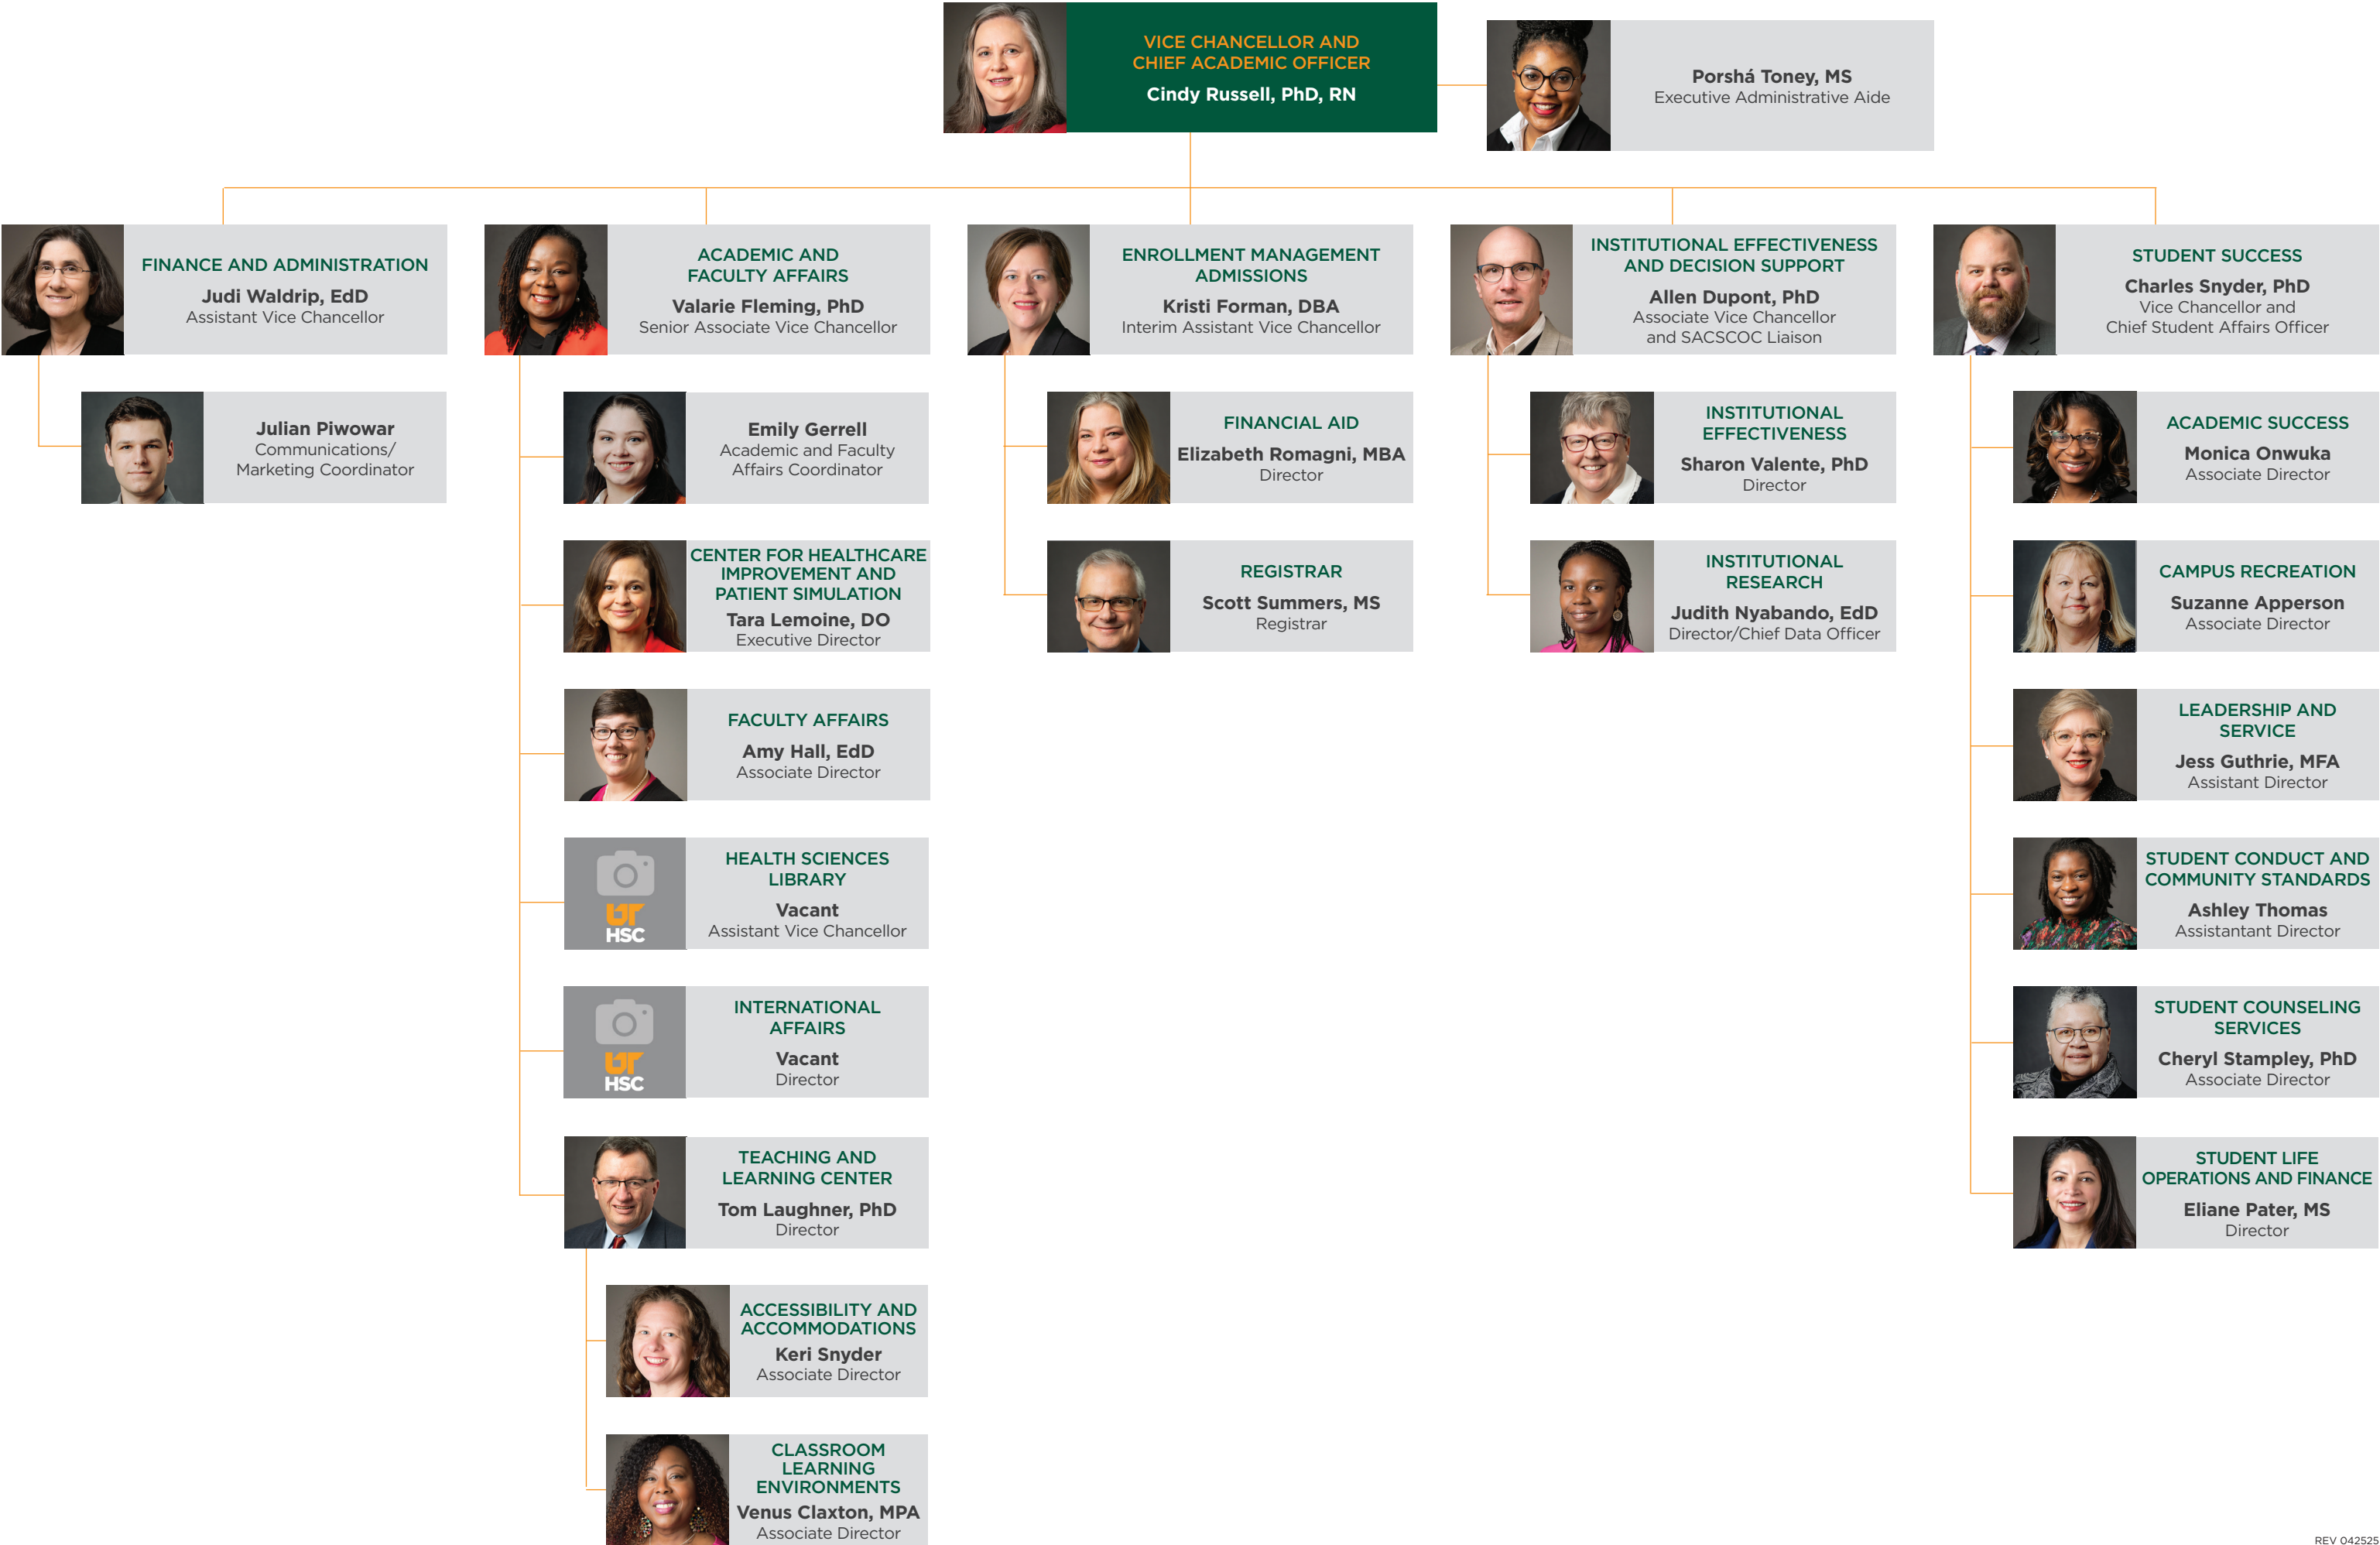 VICE CHANCELLOR AND
CHIEF ACADEMIC OFFICER
Cindy Russell, PhD, RN
Porshá Toney, MS
Executive Administrative Aide
FINANCE AND ADMINISTRATION
Judi Waldrip, EdD
Assistant Vice Chancellor
Julian Piwowar
Communications/
Marketing Coordinator
ACADEMIC AND
FACULTY AFFAIRS
Valarie Fleming, PhD
Senior Associate Vice Chancellor
Emily Gerrell
Academic and Faculty
Affairs Coordinator
CENTER FOR HEALTHCARE
IMPROVEMENT AND
PATIENT SIMULATION
Tara Lemoine, DO
Executive Director
FACULTY AFFAIRS
Amy Hall, EdD
Associate Director
UT
HSC
HEALTH SCIENCES
LIBRARY
Vacant
Assistant Vice Chancellor
UT
HSC
INTERNATIONAL
AFFAIRS
Vacant
Director
TEACHING AND
LEARNING CENTER
Tom Laughner, PhD
Director
ACCESSIBILITY AND
ACCOMMODATIONS
Keri Snyder
Associate Director
CLASSROOM
LEARNING
ENVIRONMENTS
Venus Claxton, MPA
Associate Director
ENROLLMENT MANAGEMENT
ADMISSIONS
Kristi Forman, DBA
Interim Assistant Vice Chancellor
FINANCIAL AID
Elizabeth Romagni, MBA
Director
REGISTRAR
Scott Summers, MS
Registrar
INSTITUTIONAL EFFECTIVENESS
AND DECISION SUPPORT
Allen Dupont, PhD
Associate Vice Chancellor
and SACSCOC Liaison
INSTITUTIONAL
EFFECTIVENESS
Sharon Valente, PhD
Director
INSTITUTIONAL
RESEARCH
Judith Nyabando, EdD
Director/Chief Data Officer
STUDENT SUCCESS
Charles Snyder, PhD
Vice Chancellor and
Chief Student Affairs Officer
ACADEMIC SUCCESS
Monica Onwuka
Associate Director
CAMPUS RECREATION
Suzanne Apperson
Associate Director
LEADERSHIP AND
SERVICE
Jess Guthrie, MFA
Assistant Director
STUDENT CONDUCT AND
COMMUNITY STANDARDS
Ashley Thomas
Assistantant Director
STUDENT COUNSELING
SERVICES
Cheryl Stampley, PhD
Associate Director
STUDENT LIFE
OPERATIONS AND FINANCE
Eliane Pater, MS
Director
REV 042525